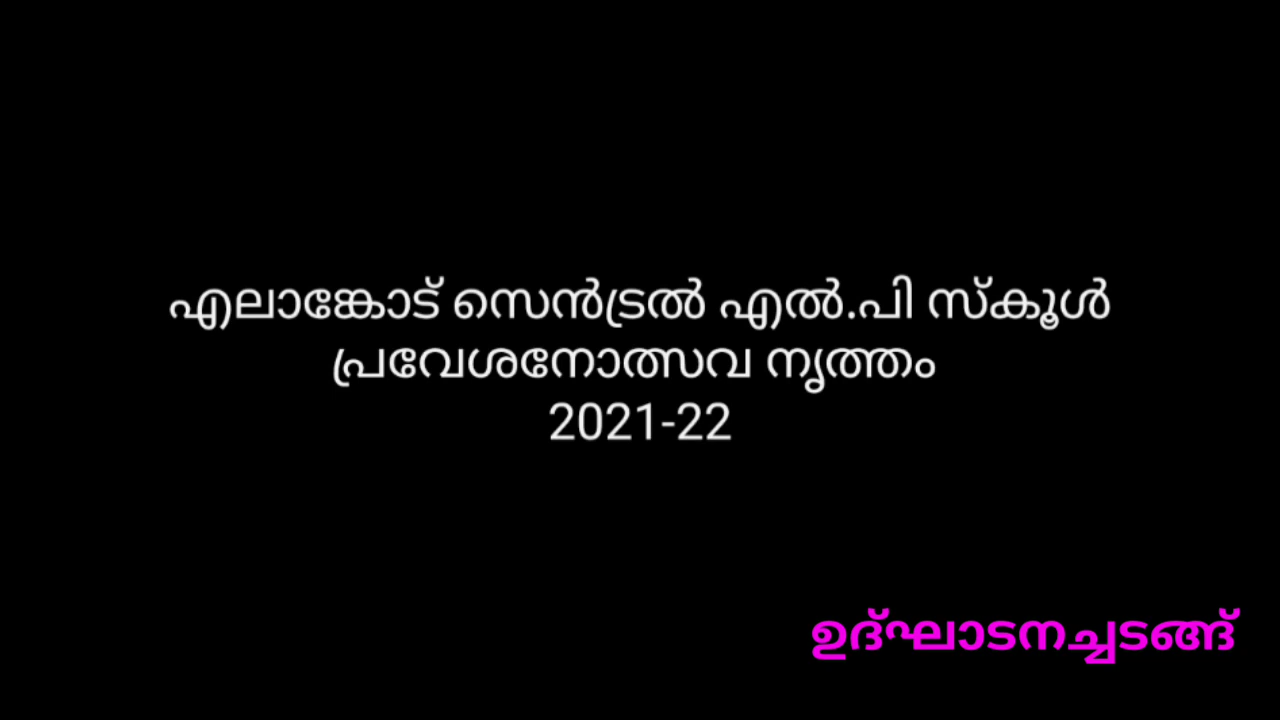 എലാങ്കോട് സെൻട്രൽ എൽ.പി സ്കൂൾ
പ്രവേശനോത്സവ നൃത്തം
2021-22
ഉദ്ഘാടനച്ചടങ്ങ്